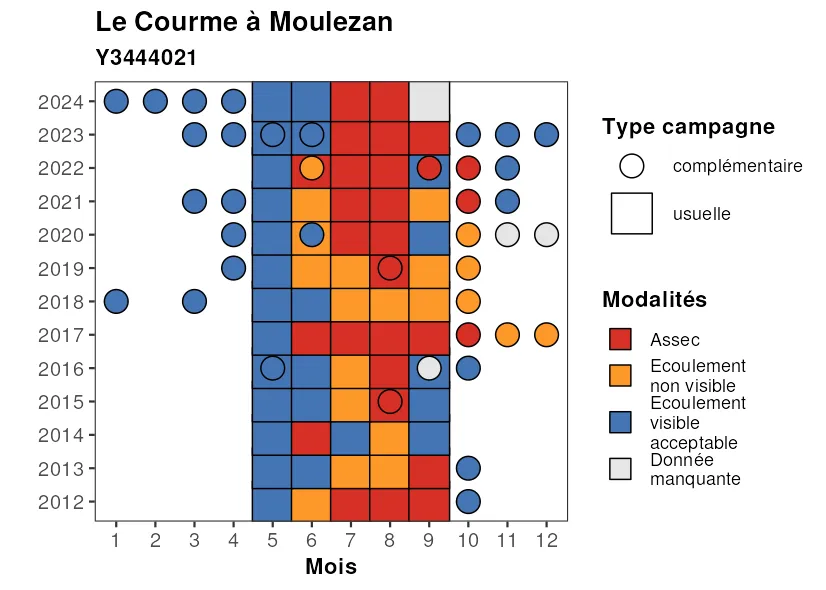 Le Courme à Moulezan
Y3444021
2024
2023
2022
2021
2020
2019
2018
2017
2016
2015
2014
2013
2012
1 2 3 4 5 6 7 8 9 10 11 12
Mois
Type campagne
complémentaire
usuelle
Modalités
Assec
Ecoulement
non visible
Ecoulement
visible
acceptable
Donnée
manquante